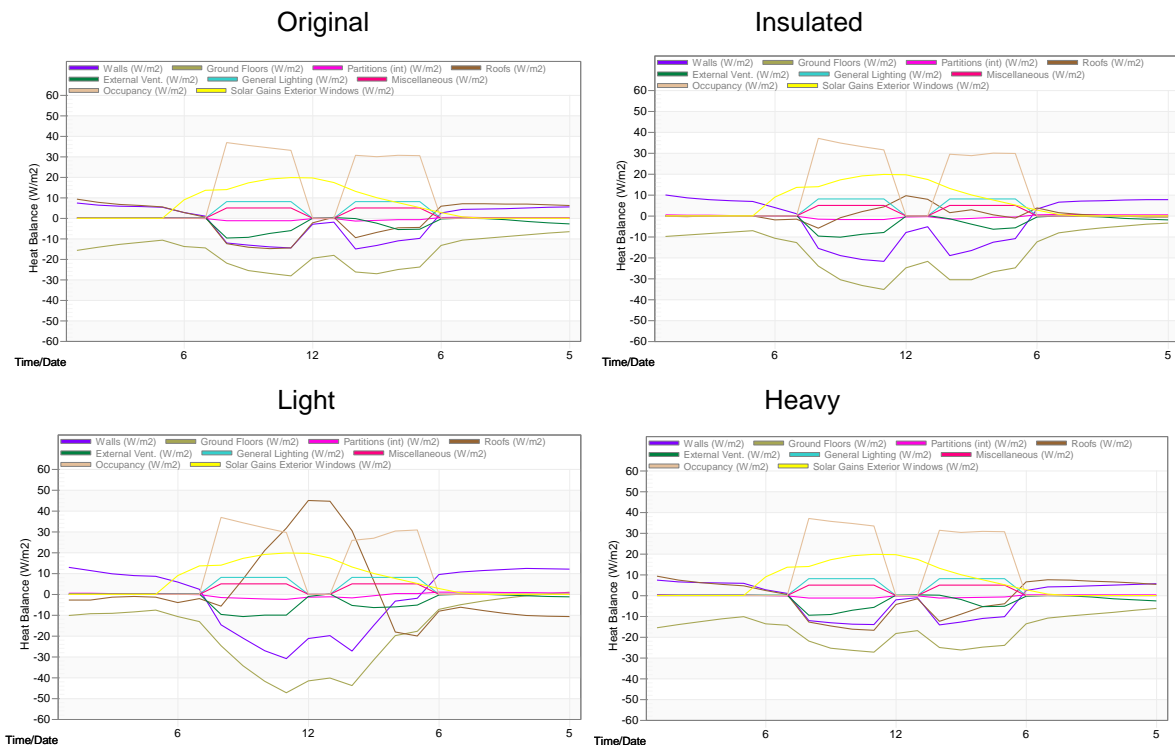 Original
Walls (W/m2) Ground Floors (W/m2) Partitions (int) (W/m2) Roofs (W/m2)
External Vent. (W/m2) General Lighting (W/m2) Miscellaneous (W/m2)
Occupancy (W/m2) Solar Gains Exterior Windows (W/m2)
Heat Balance (W/m2)
60
50
40
30
20
10
0
-10
-20
-30
-40
-50
-60
Time/Date
6 12 6 5
Insulated
Walls (W/m2) Ground Floors (W/m2) Partitions (int) (W/m2) Roofs (W/m2)
External Vent. (W/m2) General Lighting (W/m2) Miscellaneous (W/m2)
Occupancy (W/m2) Solar Gains Exterior Windows (W/m2)
Heat Balance (W/m2)
60
50
40
30
20
10
0
-10
-20
-30
-40
-50
-60
6 12 6 5
Time/Date
Light
Walls (W/m2) Ground Floors (W/m2) Partitions (int) (W/m2) Roofs (W/m2)
External Vent. (W/m2) General Lighting (W/m2) Miscellaneous (W/m2)
Occupancy (W/m2) Solar Gains Exterior Windows (W/m2)
Heat Balance (W/m2)
60
50
40
30
20
10
0
-10
-20
-30
-40
-50
-60
6 12 6 5
Time/Date
Heavy
Walls (W/m2) Ground Floors (W/m2) Partitions (int) (W/m2) Roofs (W/m2)
External Vent. (W/m2) General Lighting (W/m2) Miscellaneous (W/m2)
Occupancy (W/m2) Solar Gains Exterior Windows (W/m2)
Heat Balance (W/m2)
60
50
40
30
20
10
0
-10
-20
-30
-40
-50
-60
6 12 6 5
Time/Date